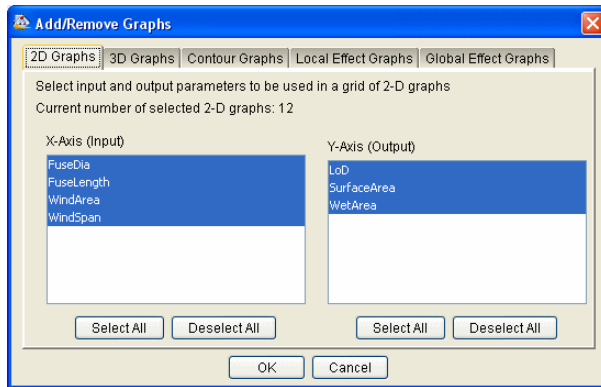 Add/Remove Graphs
2D Graphs 3D Graphs Contour Graphs Local Effect Graphs Global Effect Graphs
Select input and output parameters to be used in a grid of 2-D graphs
Current number of selected 2-D graphs: 12
X-Axis (Input)
FuseDia
FuseLength
WindArea
WindSpan
Select All Deselect All
Y-Axis (Output)
LoD
SurfaceArea
WetArea
Select All Deselect All
OK Cancel